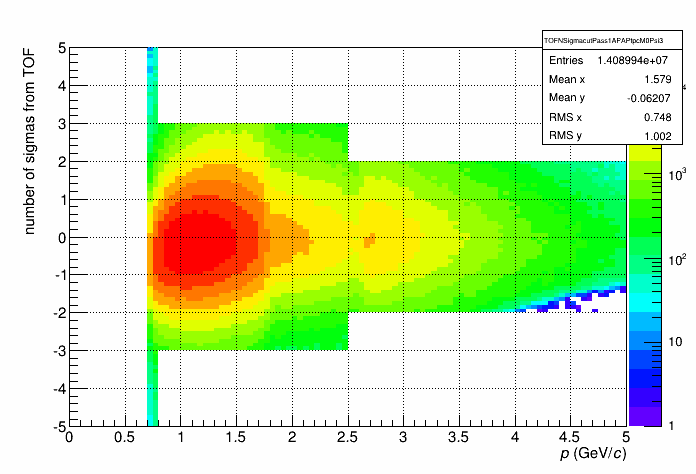 TOFNSigmacutPass1APAPtpcM0Psi3
Entries 1.408994e+07
Mean x 1.579
Mean y -0.06207
RMS x 0.748
RMS y 1.002
number of sigmas from TOF
5
4
3
2
1
0
-1
-2
-3
-4
-5
0 0.5 1 1.5 2 2.5 3 3.5 4 4.5 5
p (GeV/c)
4
10³
10²
10
1